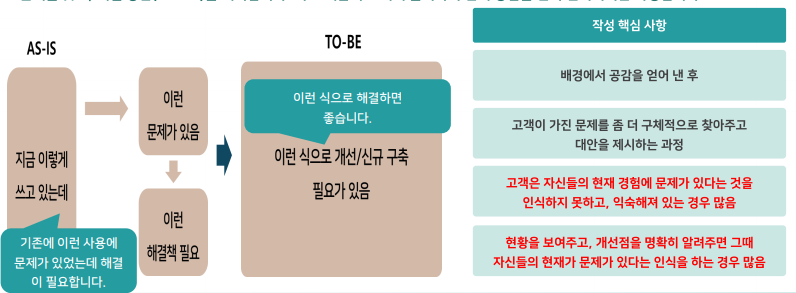 AS-IS
지금 이렇게
쓰고 있는데
기존에 이런 사용에
문제가 있었는데 해결
이 필요합니다.
이런
문제가 있음
이런
해결책 필요
TO-BE
이런 식으로 해결하면
좋습니다.
이런 식으로 개선/신규 구축
필요가 있음
작성 핵심 사항
배경에서 공감을 얻어 낸 후
고객이 가진 문제를 좀 더 구체적으로 찾아주고
대안을 제시하는 과정
고객은 자신들의 현재 경험에 문제가 있다는 것을
인식하지 못하고, 익숙해져 있는 경우 많음
현황을 보여주고, 개선점을 명확히 알려주면 그때
자신들의 현재가 문제가 있다는 인식을 하는 경우 많음